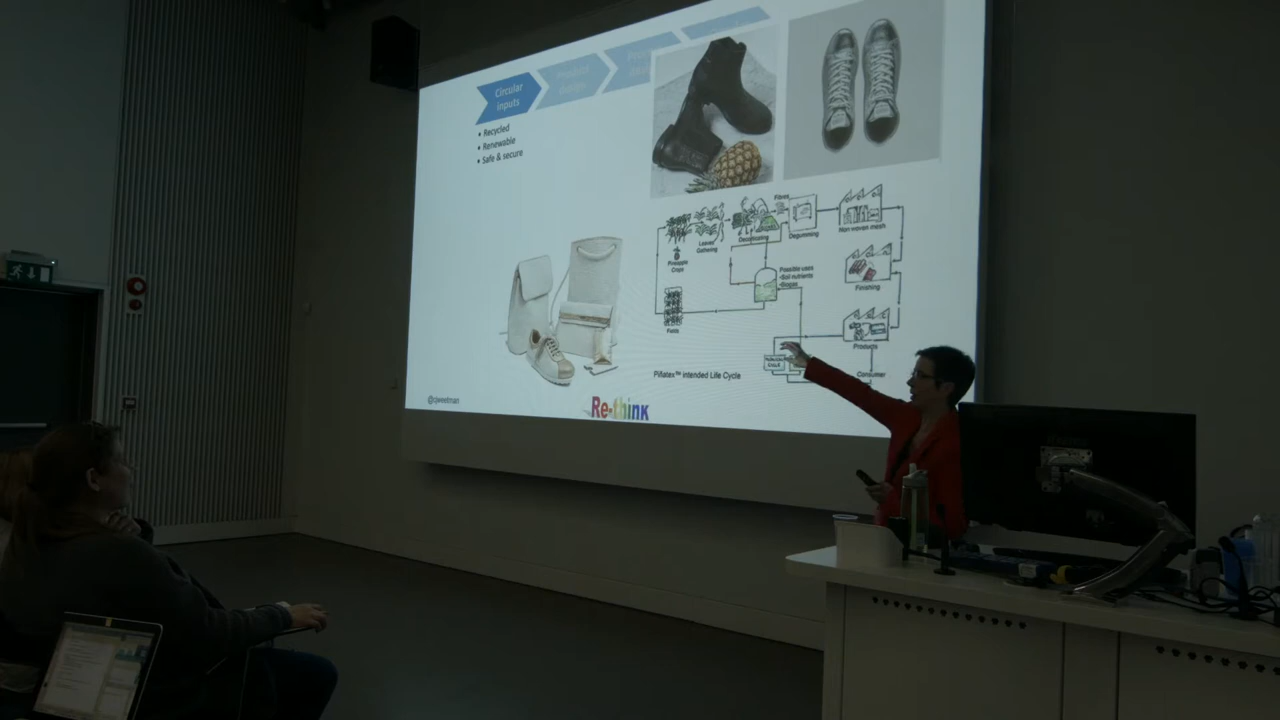 Circular
inputs
• Recycled
• Renewable
• Safe & secure
Fibres
Leaves
Gathering
Decorticating
Degumming
Non woven mesh
Pineapple
Crops
Possible uses
-Soil nutrients
-Biogas
Finishing
Fields
Products
Piñatex™ intended Life Cycle
Consumer
@cjweetman
Re-think